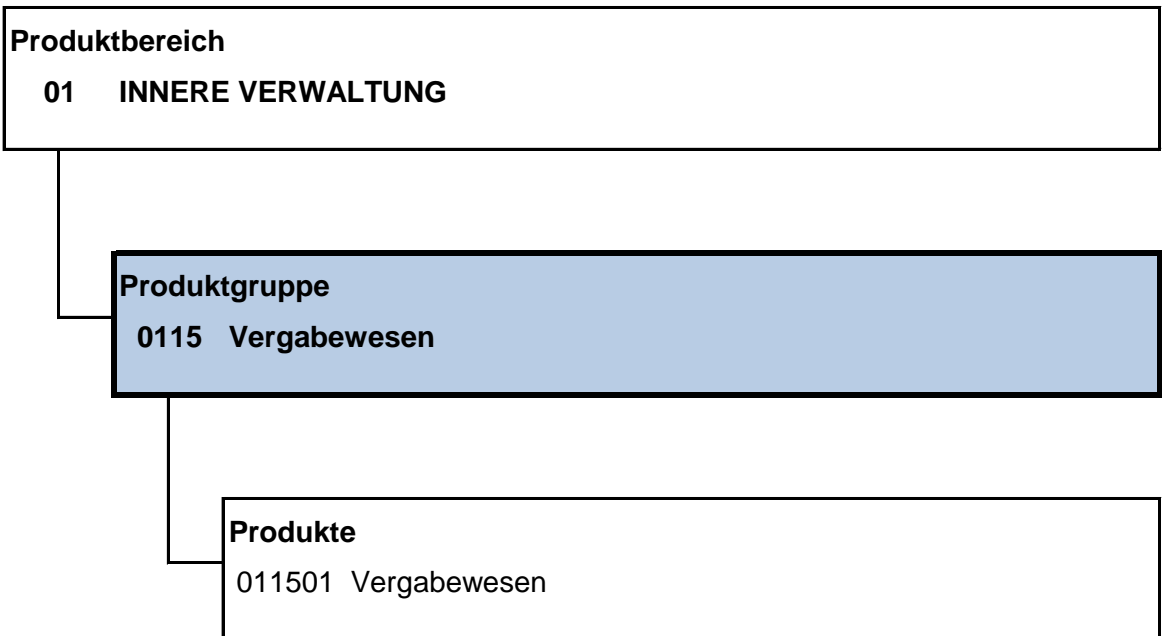 Produktbereich
01 INNERE VERWALTUNG
Produktgruppe
0115 Vergabewesen
Produkte
011501 Vergabewesen